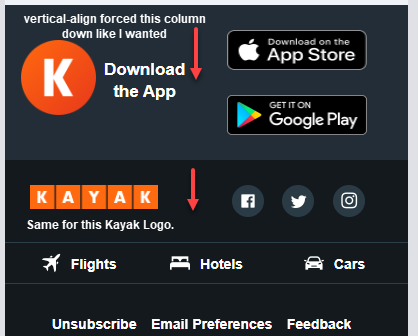 vertical-align forced this column
down like I wanted
K
Download
the App
Download on the
App Store
GET IT ON
Google Play
KAYAK
Same for this Kayak Logo.
Flights
Hotels
Cars
Unsubscribe Email Preferences Feedback